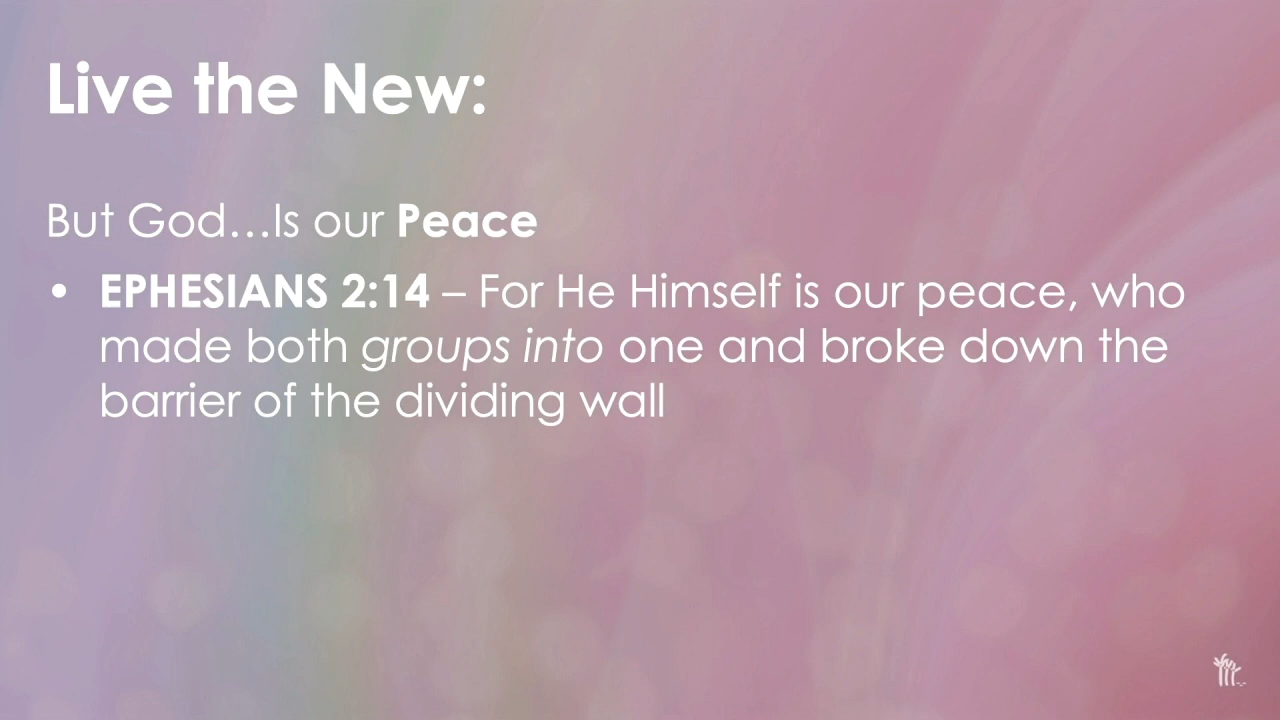 Live the New:
But God…Is our Peace
• EPHESIANS 2:14 – For He Himself is our peace, who
made both groups into one and broke down the
barrier of the dividing wall